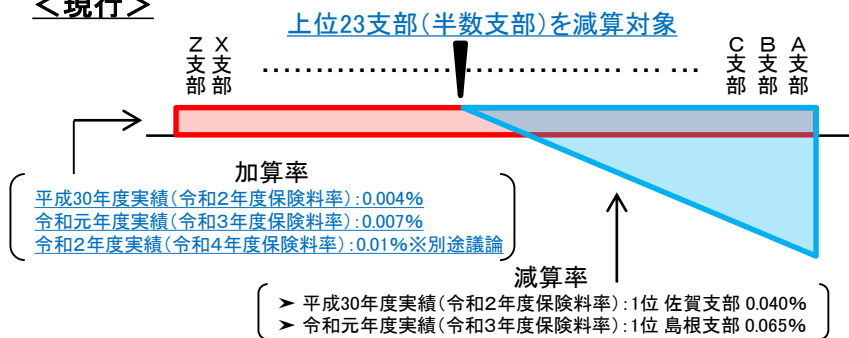 <現行>
上位23支部(半数支部)を減算対象
Z支部
X支部
………………………………… … …
C支部
B支部
A支部
加算率
平成30年度実績(令和2年度保険料率):0.004%
令和元年度実績(令和3年度保険料率):0.007%
令和2年度実績(令和4年度保険料率):0.01%※別途議論
減算率
➤ 平成30年度実績(令和2年度保険料率):1位 佐賀支部 0.040%
➤ 令和元年度実績(令和3年度保険料率):1位 島根支部 0.065%